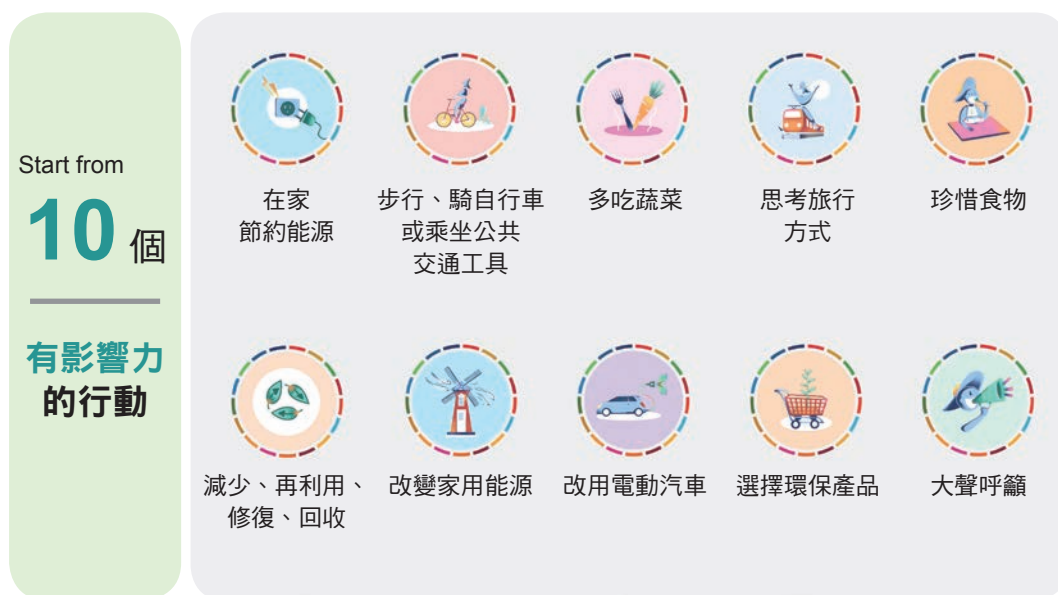 Start from
10 個
有影響力
的行動
在家
節約能源
步行、騎自行車
或乘坐公共
交通工具
多吃蔬菜
思考旅行
方式
珍惜食物
減少、再利用、
修復、回收
改變家用能源
改用電動汽車
選擇環保產品
大聲呼籲